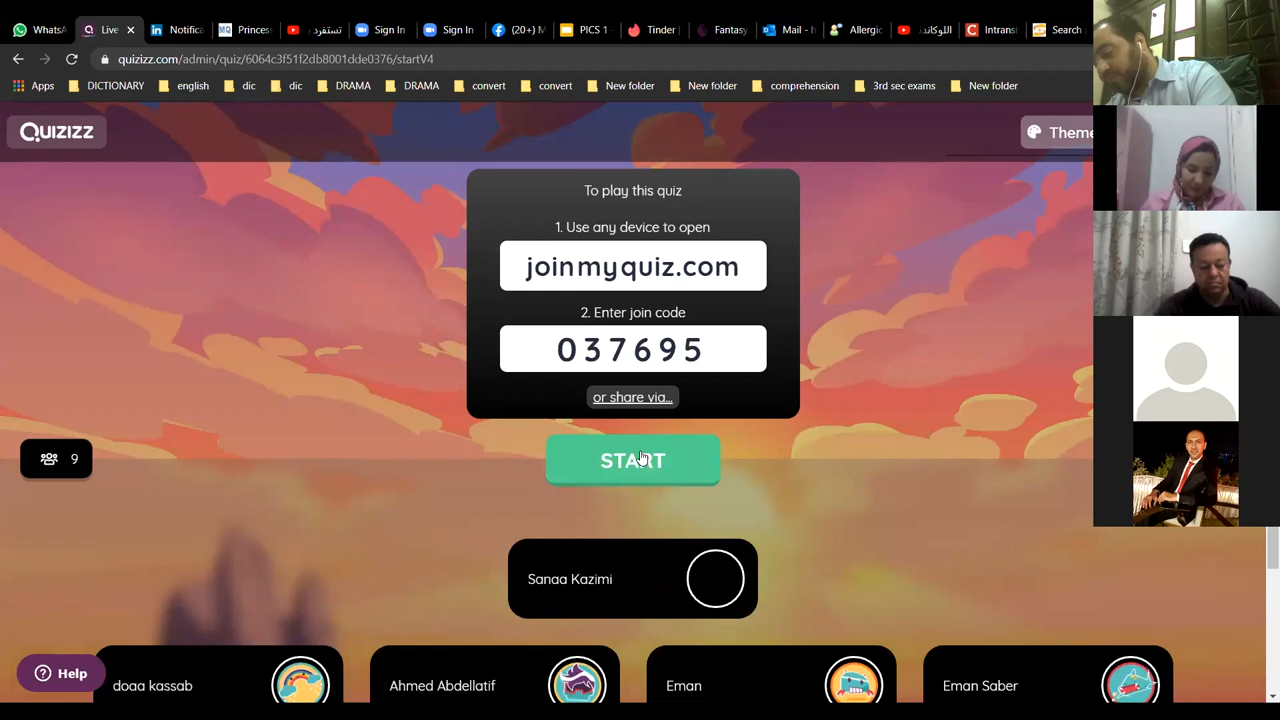 WhatsA
Live
Notifica
MQ
Princes
تستفرد
Sign In
Sign In
(20+) M
PICS 1 -
Tinder
Fantasy
Mail - h
Allergic
اللوكاندة
Intransi
Search
quizizz.com/admin/quiz/6064c3f51f2db8001dde0376/startV4
Apps
DICTIONARY
english
dic
dic
DRAMA
DRAMA
convert
convert
New folder
New folder
comprehension
3rd sec exams
New folder
QUIZIZZ
Theme
To play this quiz
1. Use any device to open
joinmyquiz.com
2. Enter join code
037695
or share via...
9
START
Sanaa Kazimi
Help
doaa kassab
Ahmed Abdellatif
Eman
Eman Saber